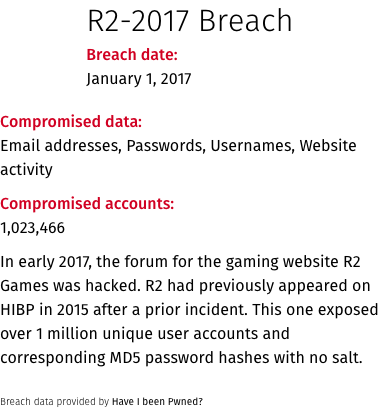 R2-2017 Breach
Breach date:
January 1, 2017
Compromised data:
Email addresses, Passwords, Usernames, Website
activity
Compromised accounts:
1,023,466
In early 2017, the forum for the gaming website R2
Games was hacked. R2 had previously appeared on
HIBP in 2015 after a prior incident. This one exposed
over 1 million unique user accounts and
corresponding MD5 password hashes with no salt.
Breach data provided by Have I been Pwned?